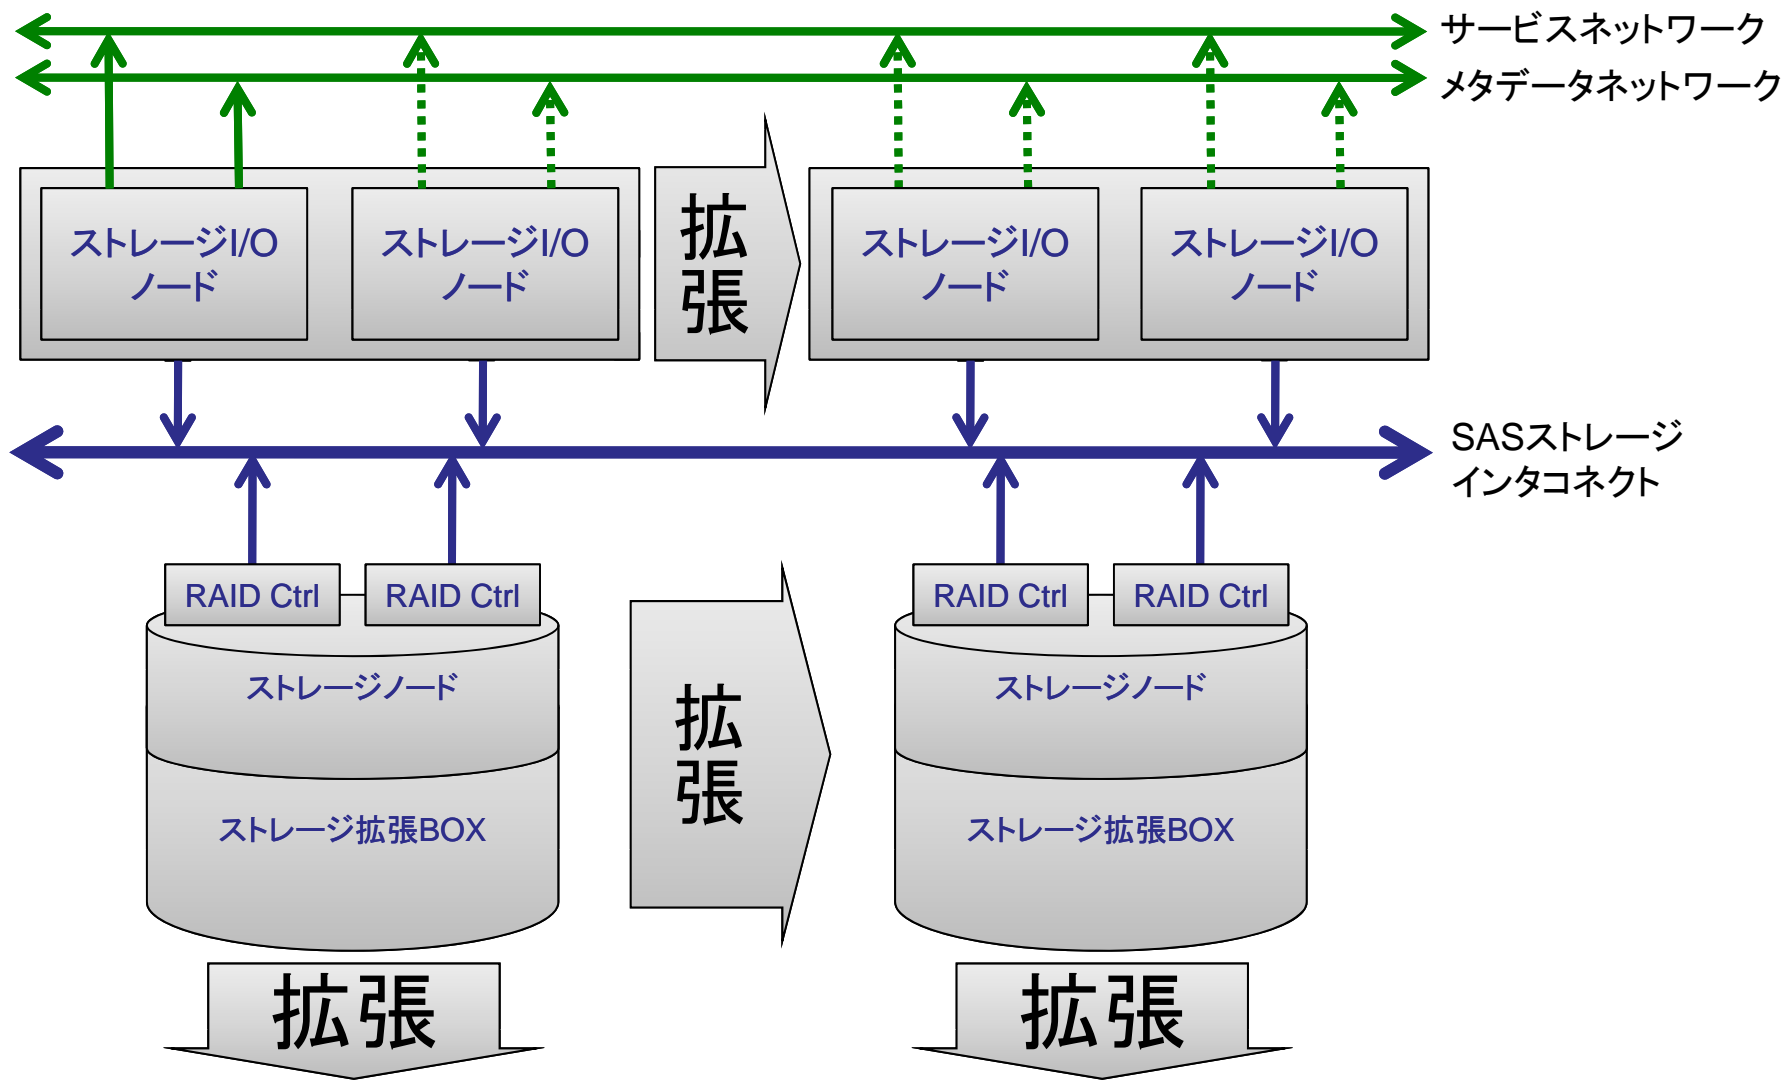 サービスネットワーク
メタデータネットワーク
ストレージI/O
ノード
ストレージI/O
ノード
拡
張
ストレージI/O
ノード
ストレージI/O
ノード
SASストレージ
インタコネクト
RAID Ctrl
RAID Ctrl
ストレージノード
ストレージ拡張BOX
拡
張
RAID Ctrl
RAID Ctrl
ストレージノード
ストレージ拡張BOX
拡張
拡張